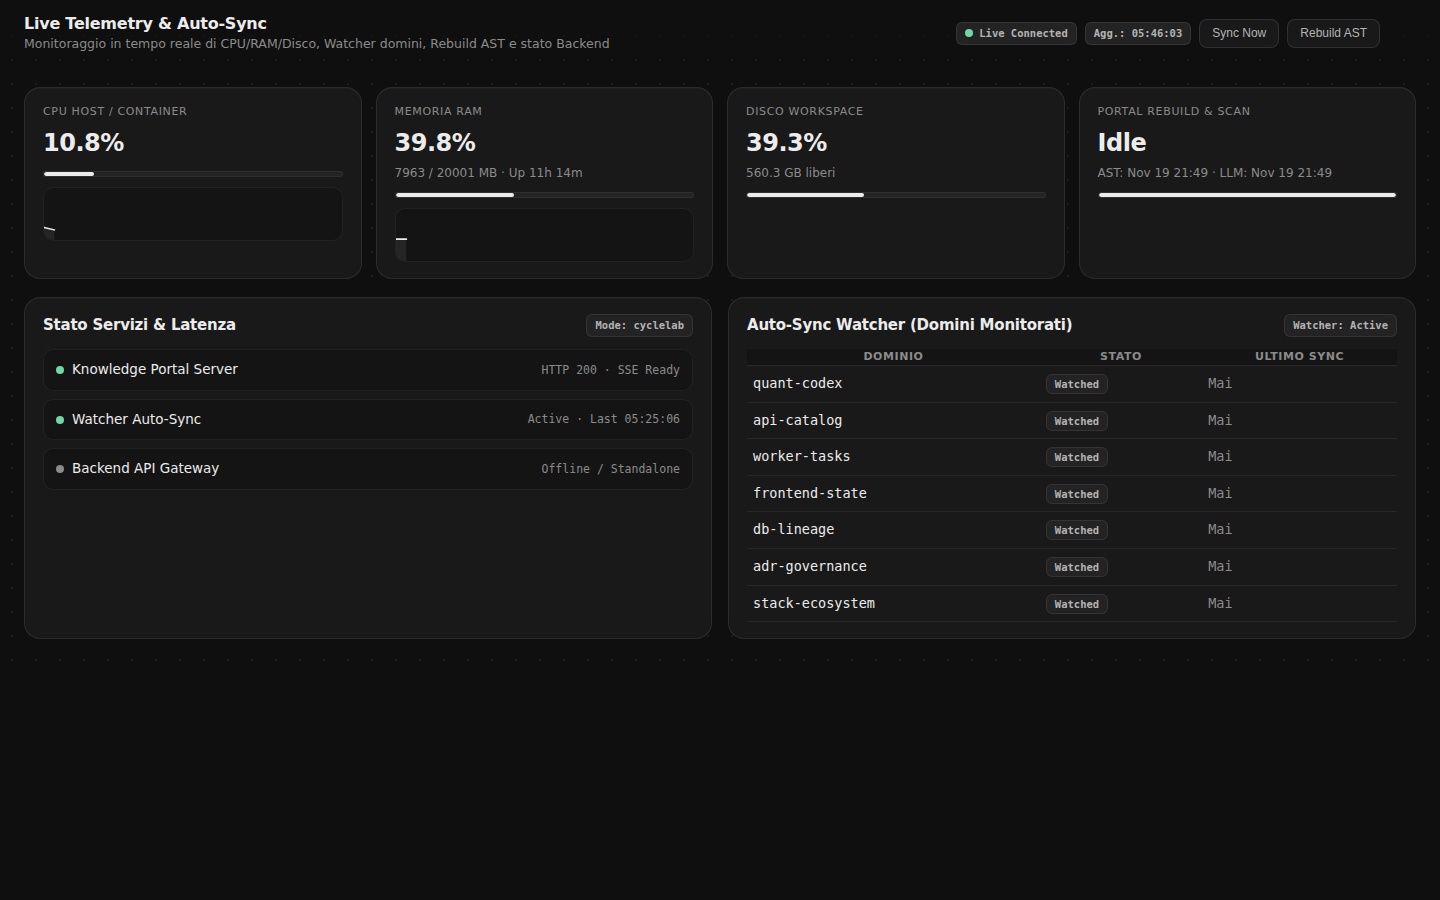 Live Telemetry & Auto-Sync
Monitoraggio in tempo reale di CPU/RAM/Disco, Watcher domini, Rebuild AST e stato Backend
Live Connected
Agg.: 05:46:03
Sync Now
Rebuild AST
CPU HOST / CONTAINER
10.8%
MEMORIA RAM
39.8%
7963 / 20001 MB · Up 11h 14m
DISCO WORKSPACE
39.3%
560.3 GB liberi
PORTAL REBUILD & SCAN
Idle
AST: Nov 19 21:49 · LLM: Nov 19 21:49
Stato Servizi & Latenza
Mode: cyclelab
Knowledge Portal Server
HTTP 200 · SSE Ready
Watcher Auto-Sync
Active · Last 05:25:06
Backend API Gateway
Offline / Standalone
Auto-Sync Watcher (Domini Monitorati)
Watcher: Active
DOMINIO STATO ULTIMO SYNC
quant-codex Watched Mai
api-catalog Watched Mai
worker-tasks Watched Mai
frontend-state Watched Mai
db-lineage Watched Mai
adr-governance Watched Mai
stack-ecosystem Watched Mai